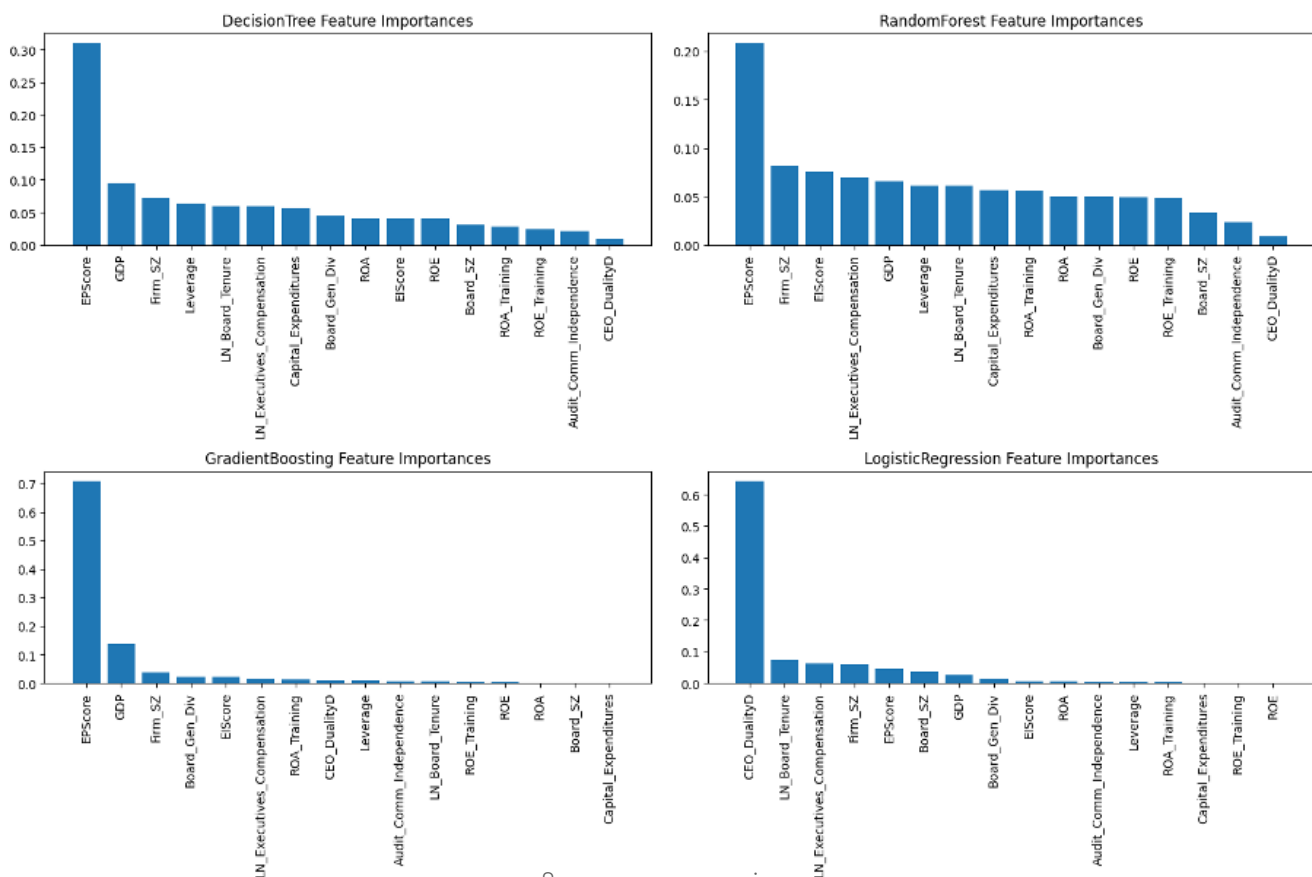 DecisionTree Feature Importances
0.30
0.25
0.20
0.15
0.10
0.05
0.00
EPScore
GDP
Firm_SZ
Leverage
LN_Board_Tenure
LN_Executives_Compensation
Capital_Expenditures
Board_Gen_Div
ROA
EIScore
ROE
Board_SZ
ROA_Training
ROE_Training
Audit_Comm_Independence
CEO_DualityD
RandomForest Feature Importances
0.20
0.15
0.10
0.05
0.00
EPScore
Firm_SZ
EIScore
LN_Executives_Compensation
GDP
Leverage
LN_Board_Tenure
Capital_Expenditures
ROA_Training
ROA
Board_Gen_Div
ROE
ROE_Training
Board_SZ
Audit_Comm_Independence
CEO_DualityD
GradientBoosting Feature Importances
0.7
0.6
0.5
0.4
0.3
0.2
0.1
0.0
EPScore
GDP
Firm_SZ
Board_Gen_Div
EIScore
LN_Executives_Compensation
ROA_Training
CEO_DualityD
Leverage
Audit_Comm_Independence
LN_Board_Tenure
ROE_Training
ROE
ROA
Board_SZ
Capital_Expenditures
LogisticRegression Feature Importances
0.6
0.5
0.4
0.3
0.2
0.1
0.0
CEO_DualityD
LN_Board_Tenure
LN_Executives_Compensation
Firm_SZ
EPScore
Board_SZ
GDP
Board_Gen_Div
EIScore
ROA
Audit_Comm_Independence
Leverage
ROA_Training
Capital_Expenditures
ROE_Training
ROE